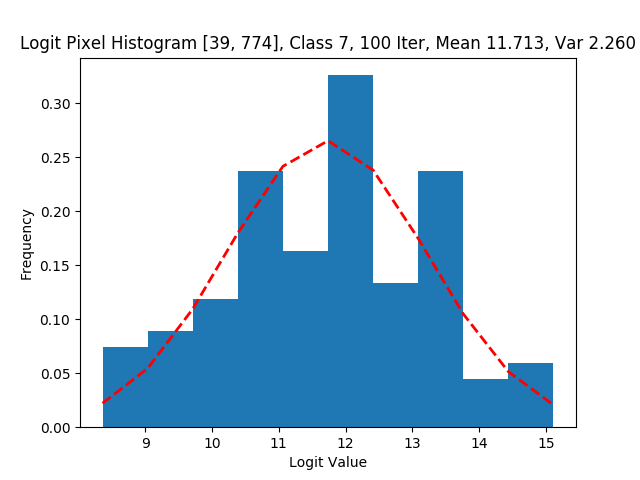 Logit Pixel Histogram [39, 774], Class 7, 100 Iter, Mean 11.713, Var 2.260
0.30
0.25
0.20
0.15
0.10
0.05
0.00
Frequency
9 10 11 12 13 14 15
Logit Value